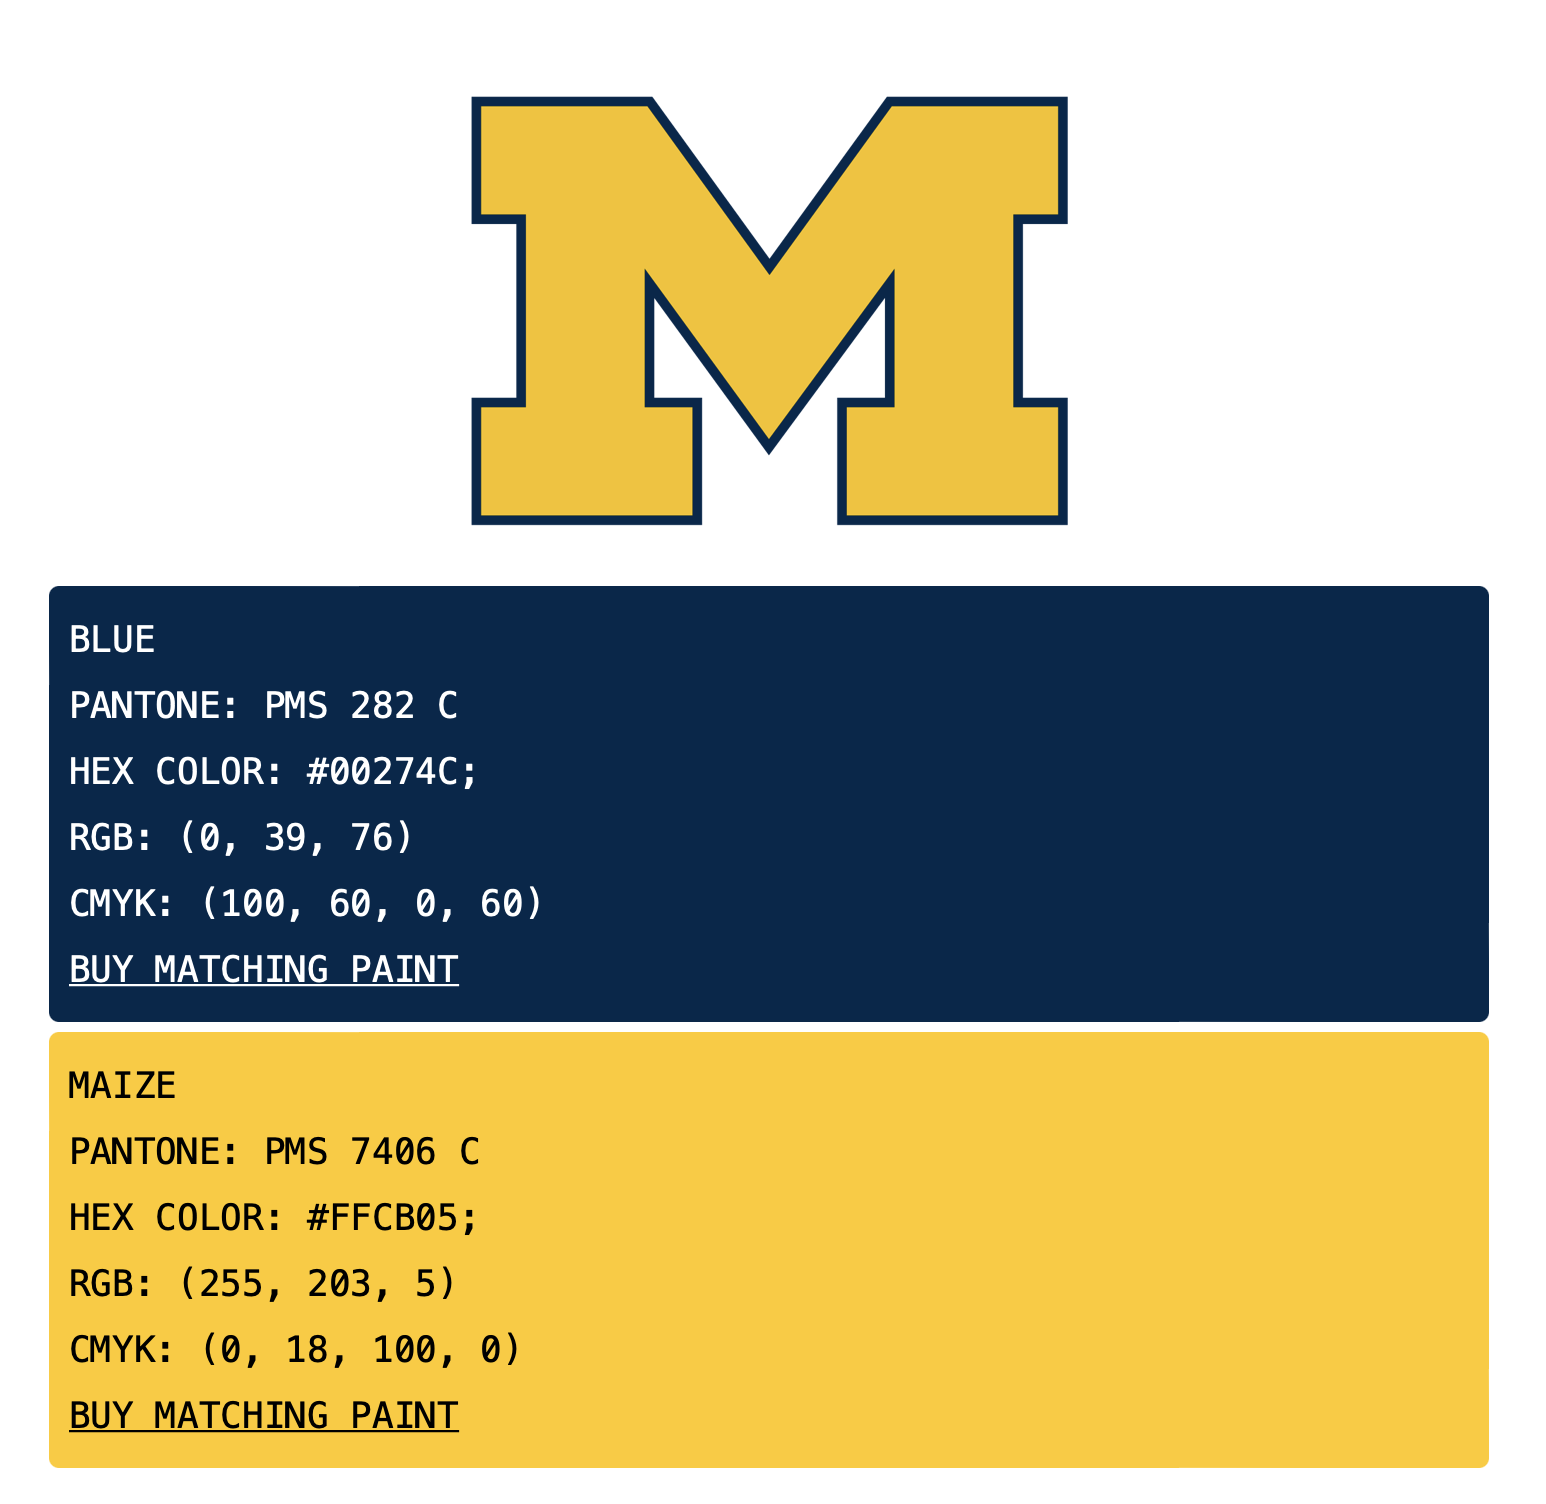 M
BLUE
PANTONE: PMS 282 C
HEX COLOR: #00274C;
RGB: (0, 39, 76)
CMYK: (100, 60, 0, 60)
BUY MATCHING PAINT
MAIZE
PANTONE: PMS 7406 C
HEX COLOR: #FFCB05;
RGB: (255, 203, 5)
CMYK: (0, 18, 100, 0)
BUY MATCHING PAINT